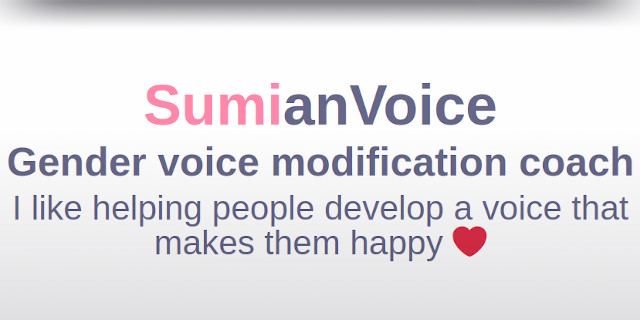 SumianVoice
Gender voice modification coach
I like helping people develop a voice that
makes them happy ❤️